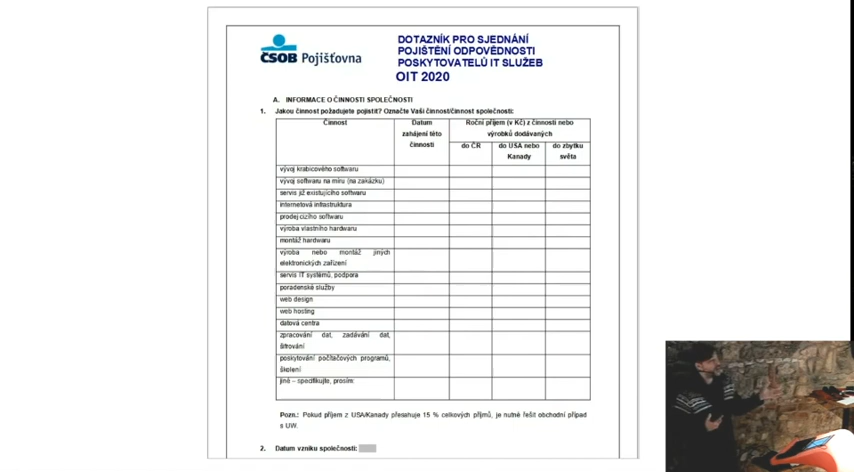 ČSOB Pojišťovna
DOTAZNÍK PRO SJEDNÁNÍ
POJIŠTĚNÍ ODPOVĚDNOSTI
POSKYTOVATELŮ IT SLUŽEB
OIT 2020
A. INFORMACE O ČINNOSTI SPOLEČNOSTI
1. Jakou činnost požadujete pojistit? Označte Vaši činnost/činnost společnosti:
Činnost
Datum
zahájení této
činnosti
Roční příjem (v Kč) z činnosti nebo
výrobků dodávaných
do ČR
do USA nebo
Kanady
do zbytku
světa
vývoj krabicového softwaru
vývoj softwaru na míru (na zakázku)
servis již existujícího softwaru
internetová infrastruktura
prodej cizího softwaru
výroba vlastního hardwaru
montáž hardwaru
výroba nebo montáž jiných
elektronických zařízení
servis IT systémů, podpora
poradenské služby
web design
web hosting
datová centra
zpracování dat, zadávání dat,
šifrování
poskytování počítačových programů,
školení
jiné – specifikujte, prosím:
Pozn.: Pokud příjem z USA/Kanady přesahuje 15 % celkových příjmů, je nutné řešit obchodní případ
s UW.
2. Datum vzniku společnosti: